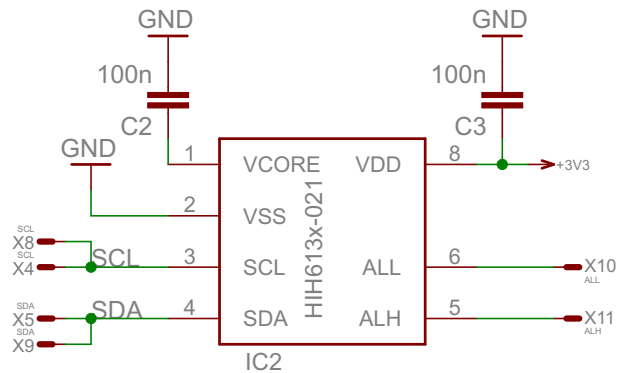 GND
GND
100n
100n
C2
C3
GND
1
VCORE
VDD
8
+3V3
2
VSS
HIH613x-021
SCL
X8
SCL
X4
SCL
3
SCL
ALL
6
X10
ALL
SDA
X5
SDA
4
SDA
ALH
5
X11
ALH
SDA
X9
IC2